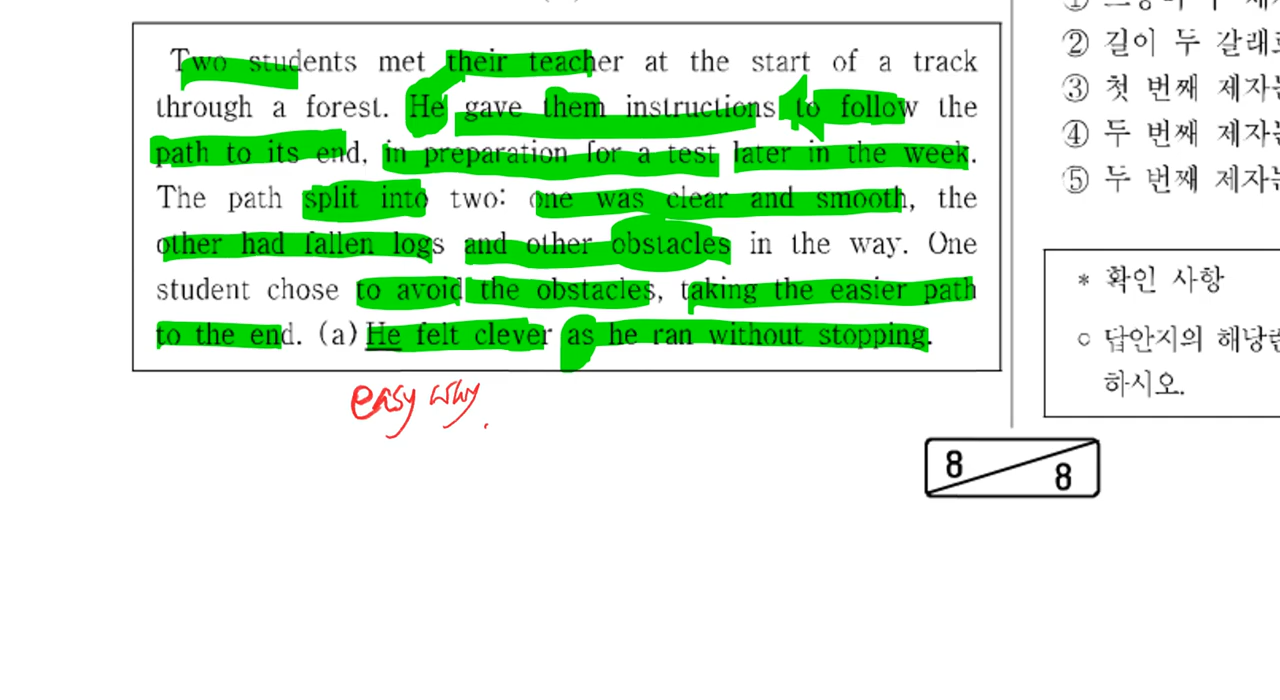 Two students met their teacher at the start of a track
through a forest. He gave them instructions to follow the
path to its end, in preparation for a test later in the week.
The path split into two: one was clear and smooth, the
other had fallen logs and other obstacles in the way. One
student chose to avoid the obstacles, taking the easier path
to the end. (a) He felt clever as he ran without stopping.
easy way.
② 길이 두 갈래로
③ 첫 번째 제자는
④ 두 번째 제자는
⑤ 두 번째 제자는
* 확인 사항
○ 답안지의 해당란
하시오.
8
8